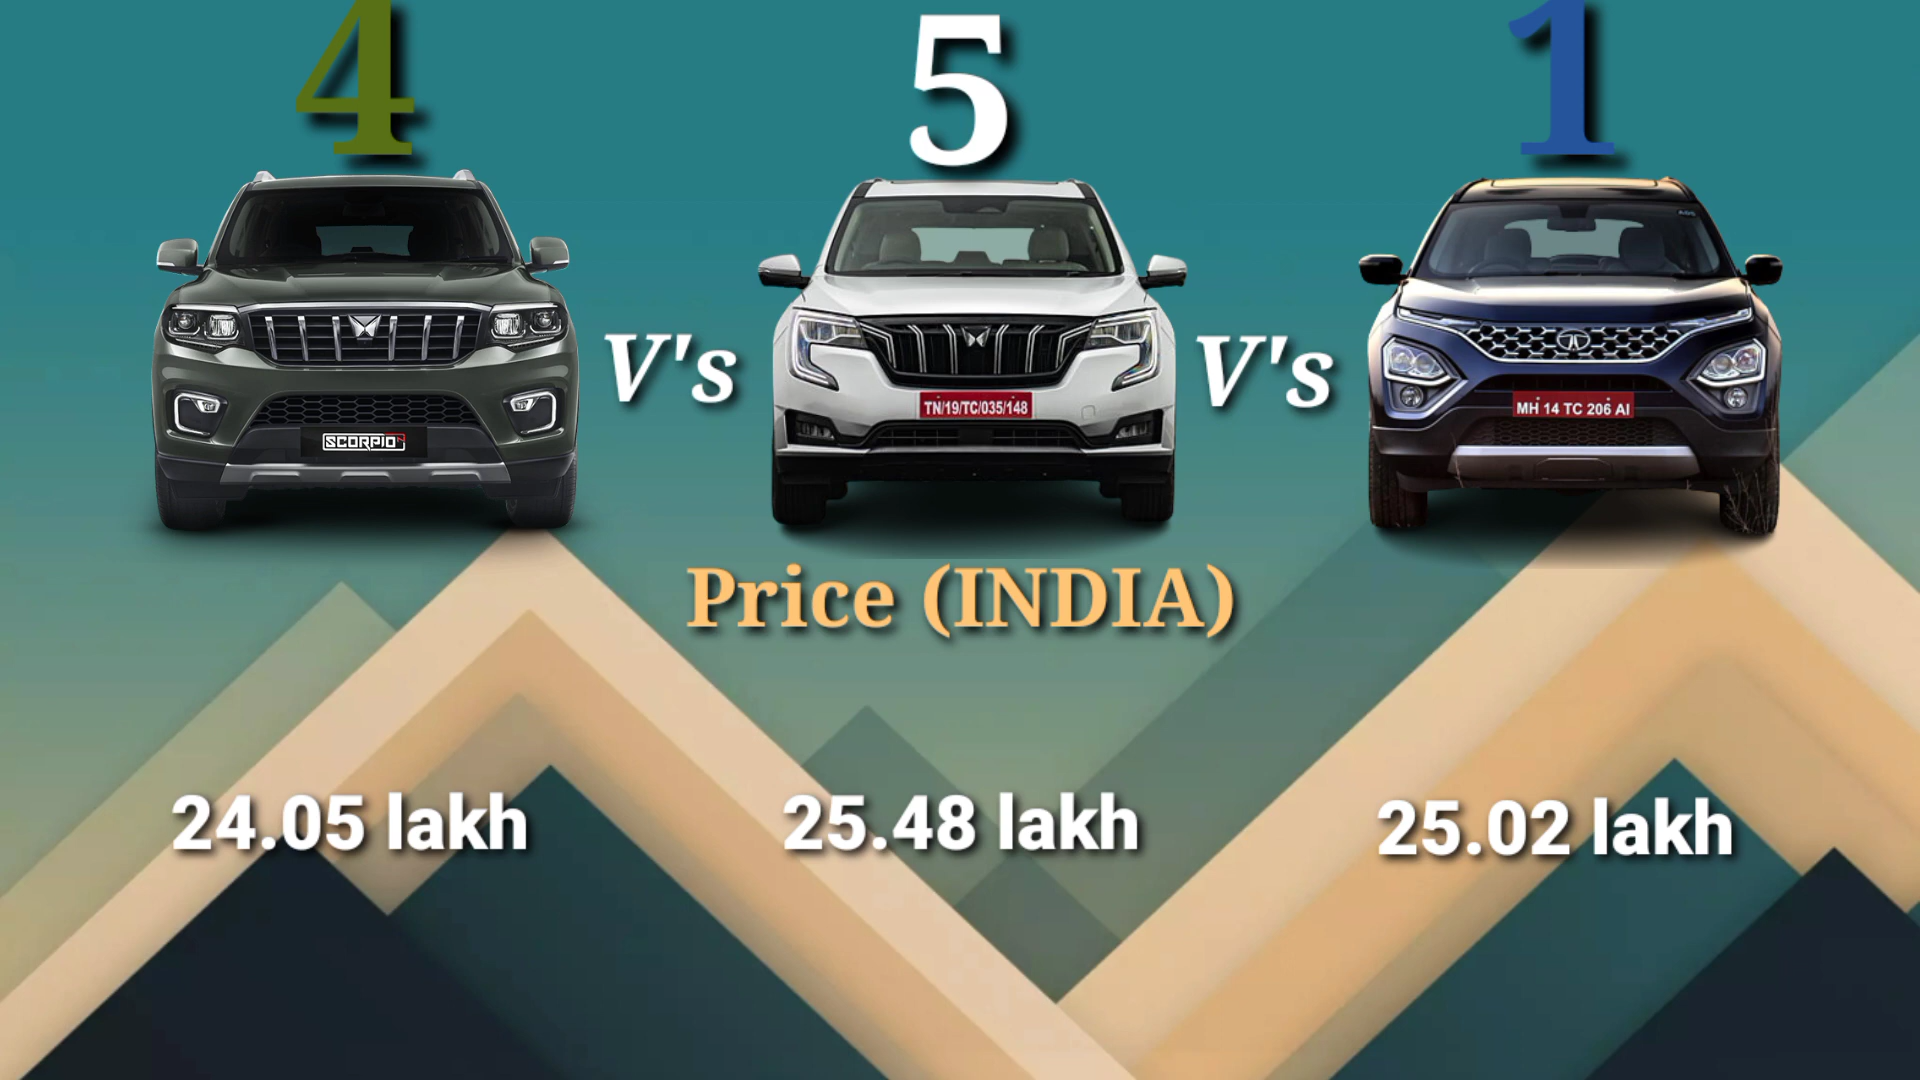 4
5
1
V's
V's
SCORPIO N
TN/19/TC/035/148
MH 14 TC 206 AI
Price (INDIA)
24.05 lakh
25.48 lakh
25.02 lakh